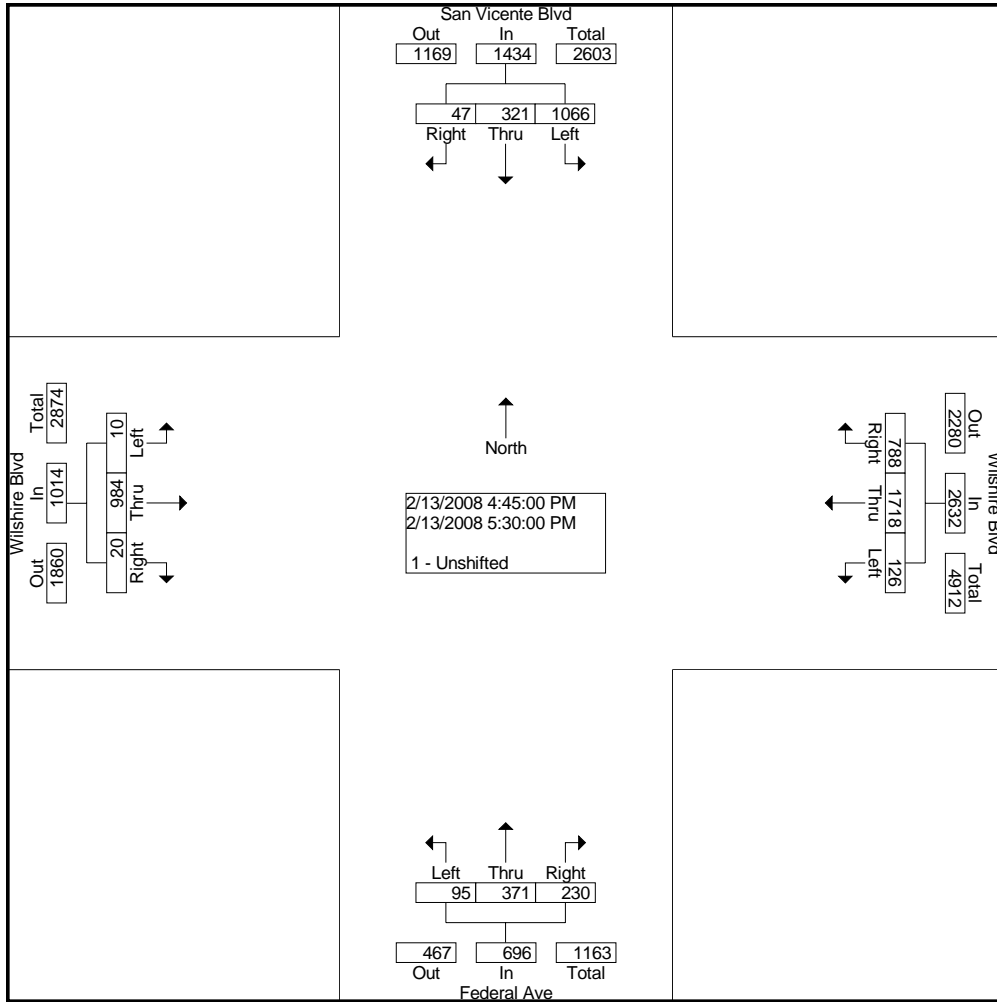 San Vicente Blvd
Out In Total
1169 1434 2603
47 321 1066
Right Thru Left
Wilshire Blvd
Total
2874
In
1014
Out
1860
10
984
20
Left
Thru
Right
North
2/13/2008 4:45:00 PM
2/13/2008 5:30:00 PM
1 - Unshifted
Right
Thru
Left
788
1718
126
Out
2280
In
2632
Total
4912
Wilshire Blvd
Left Thru Right
95 371 230
467 696 1163
Out In Total
Federal Ave